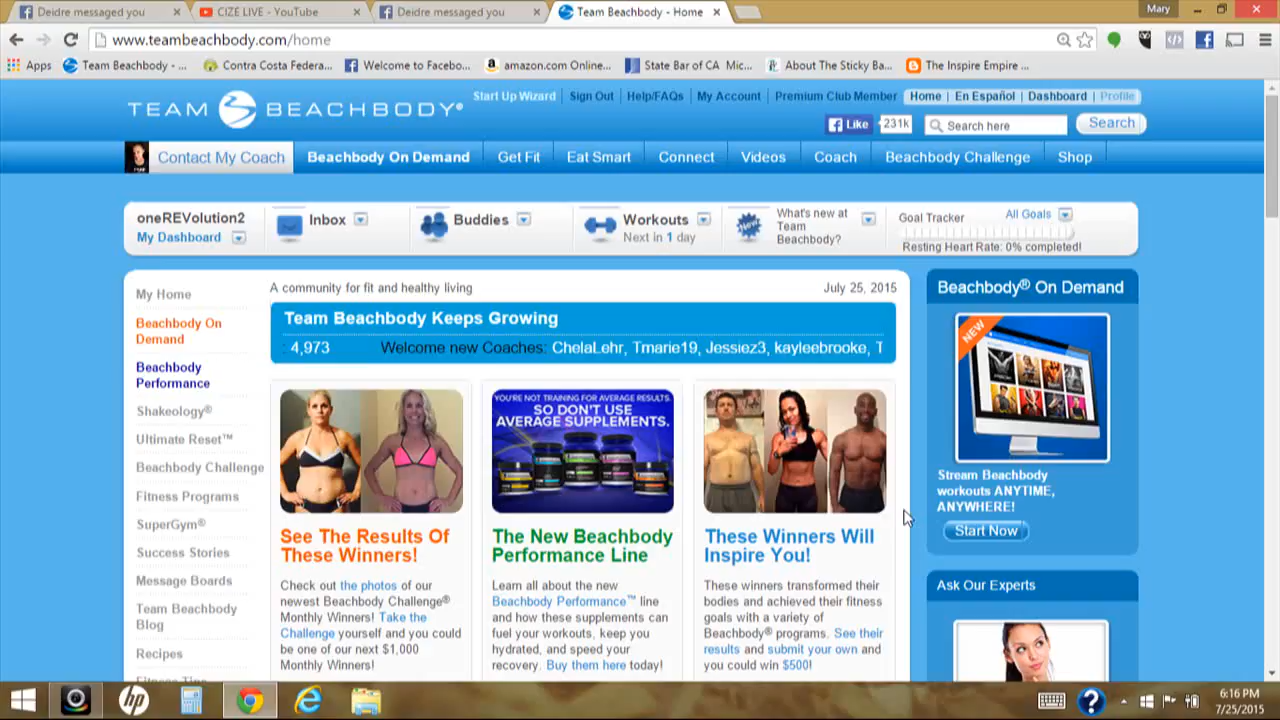 Deidre messaged you
CIZE LIVE - YouTube
Deidre messaged you
Team Beachbody - Home
Mary
www.teambeachbody.com/home
Apps
Team Beachbody - ...
Contra Costa Federa...
Welcome to Facebo...
amazon.com Online...
State Bar of CA Mic...
About The Sticky Ba...
The Inspire Empire ...
TEAM BEACHBODY®
Start Up Wizard
Sign Out
Help/FAQs
My Account
Premium Club Member
Home
En Español
Dashboard
Profile
Like
231k
Search here
Search
Contact My Coach
Beachbody On Demand
Get Fit
Eat Smart
Connect
Videos
Coach
Beachbody Challenge
Shop
oneREVolution2
My Dashboard
Inbox
Buddies
Workouts
Next in 1 day
What's new at
Team
Beachbody?
Goal Tracker
All Goals
Resting Heart Rate: 0% completed!
My Home
Beachbody On
Demand
Beachbody
Performance
Shakeology®
Ultimate Reset™
Beachbody Challenge
Fitness Programs
SuperGym®
Success Stories
Message Boards
Team Beachbody
Blog
Recipes
Fitness Tips
A community for fit and healthy living
July 25, 2015
Team Beachbody Keeps Growing
: 4,973
Welcome new Coaches: ChelaLehr, Tmarie19, Jessiez3, kayleebrooke, T
See The Results Of
These Winners!
Check out the photos of our
newest Beachbody Challenge®
Monthly Winners! Take the
Challenge yourself and you could
be one of our next $1,000
Monthly Winners!
YOU'RE NOT TRAINING FOR AVERAGE RESULTS.
SO DON'T USE
AVERAGE SUPPLEMENTS.
The New Beachbody
Performance Line
Learn all about the new
Beachbody Performance™ line
and how these supplements can
fuel your workouts, keep you
hydrated, and speed your
recovery. Buy them here today!
These Winners Will
Inspire You!
These winners transformed their
bodies and achieved their fitness
goals with a variety of
Beachbody® programs. See their
results and submit your own and
you could win $500!
Beachbody® On Demand
NEW
Stream Beachbody
workouts ANYTIME,
ANYWHERE!
Start Now
Ask Our Experts
hp
6:16 PM
7/25/2015